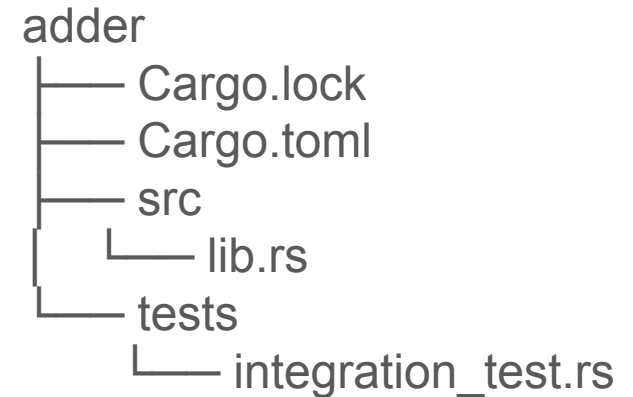 adder
├── Cargo.lock
├── Cargo.toml
├── src
│   └── lib.rs
└── tests
    └── integration_test.rs